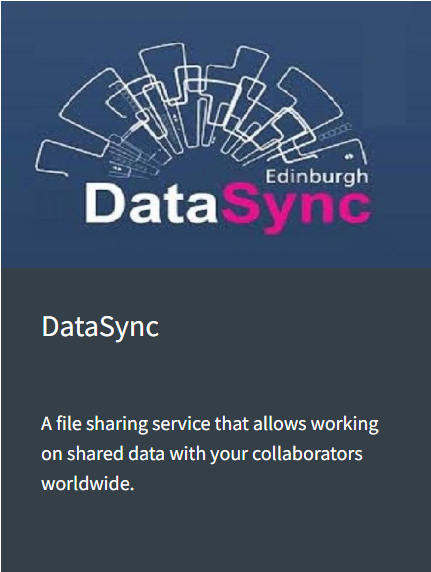 Edinburgh
DataSync
DataSync
A file sharing service that allows working
on shared data with your collaborators
worldwide.